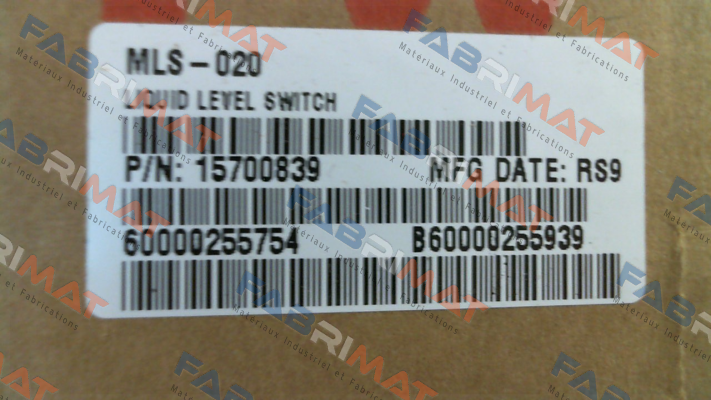 MLS-020
LIQUID LEVEL SWITCH
P/N: 15700839 MFG DATE: RS9
60000255754 B60000255939
FABRIMAT
Materiaux Industriel et Fabrications